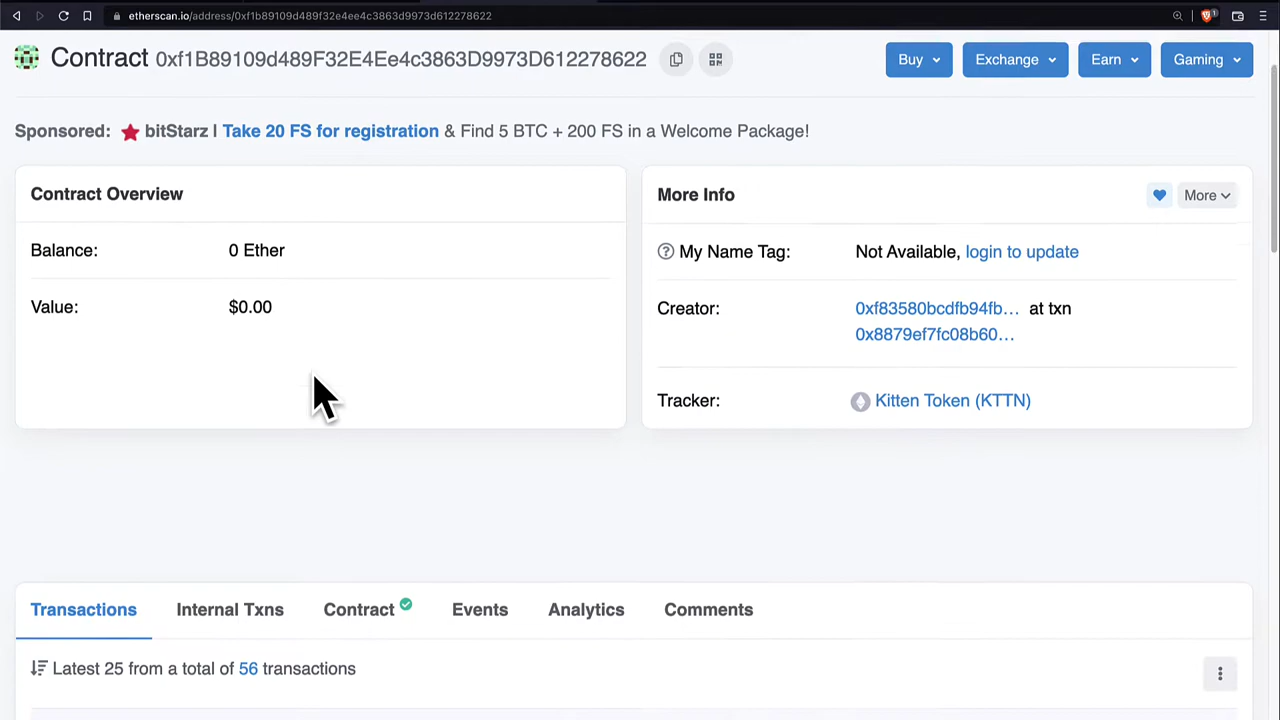 etherscan.io/address/0xf1b89109d489f32e4ee4c3863d9973d612278622
1
Contract 0xf1B89109d489F32E4Ee4c3863D9973D612278622
Buy
Exchange
Earn
Gaming
Sponsored: bitStarz | Take 20 FS for registration & Find 5 BTC + 200 FS in a Welcome Package!
Contract Overview
Balance: 0 Ether
Value: $0.00
More Info
More
? My Name Tag: Not Available, login to update
Creator: 0xf83580bcdfb94fb... at txn
0x8879ef7fc08b60...
Tracker: Kitten Token (KTTN)
Transactions Internal Txns Contract Events Analytics Comments
Latest 25 from a total of 56 transactions